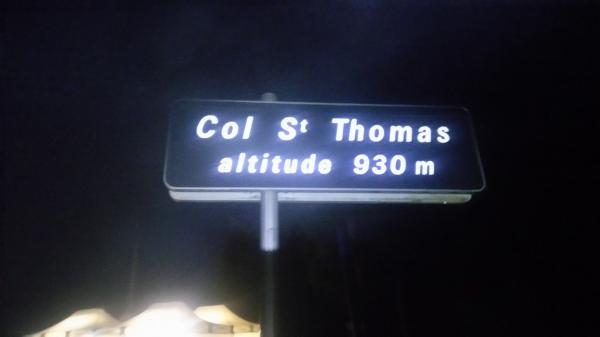 Col St Thomas
altitude 930 m